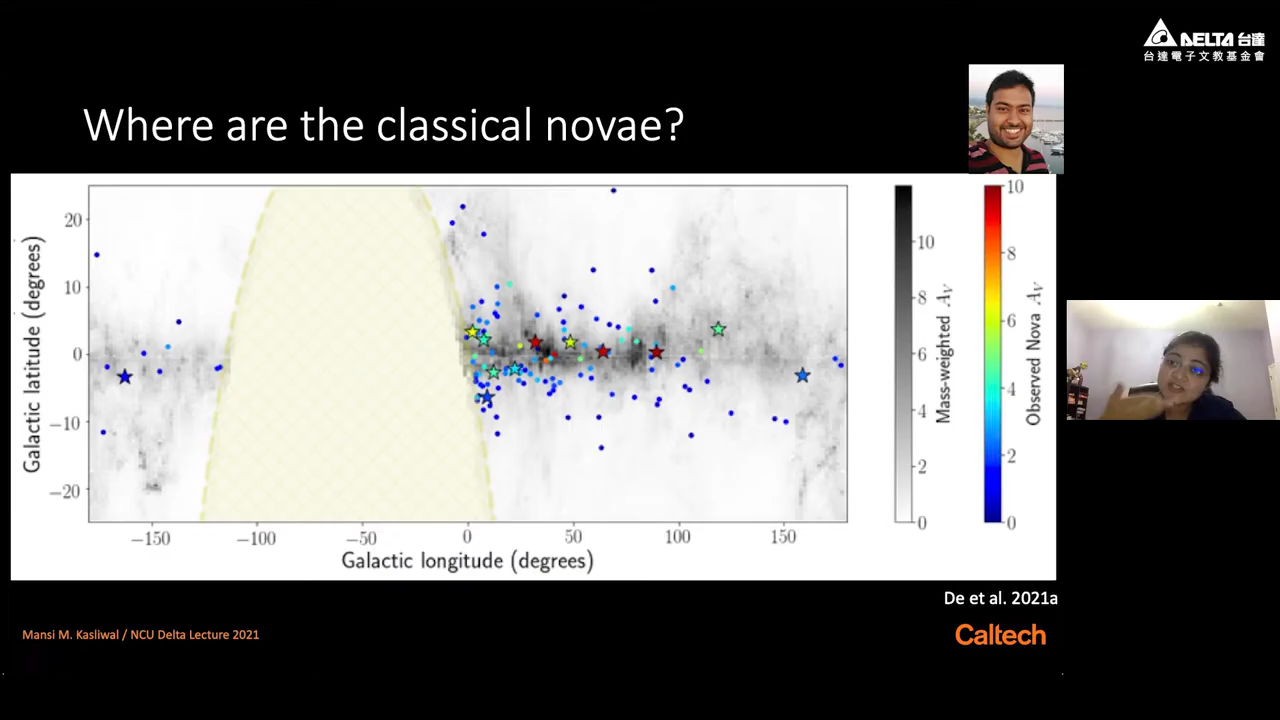 DELTA 台達
台達電子文教基金會
Where are the classical novae?
20
10
0
−10
−20
Galactic latitude (degrees)
−150
−100
−50
0
50
100
150
Galactic longitude (degrees)
10
8
6
4
2
0
Mass-weighted A_V
10
8
6
4
2
0
Observed Nova A_V
De et al. 2021a
Mansi M. Kasliwal / NCU Delta Lecture 2021
Caltech